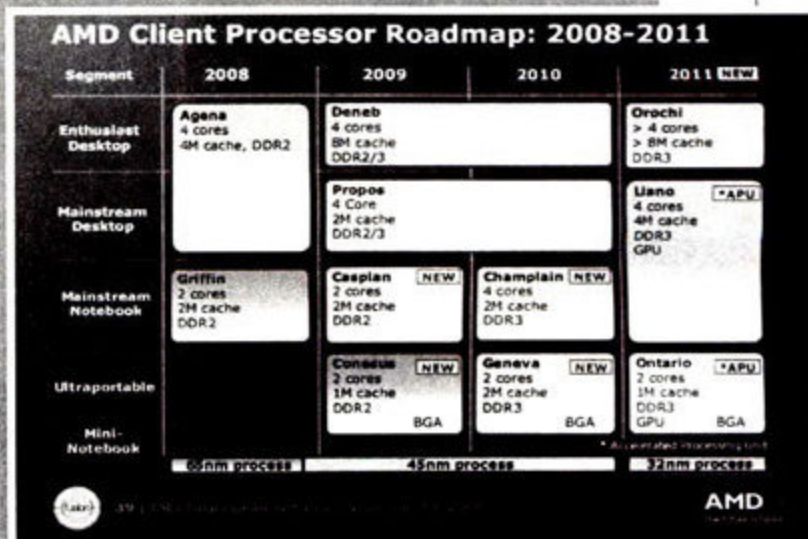 AMD Client Processor Roadmap: 2008-2011
Segment 2008 2009 2010 2011 NEW
Enthusiast Desktop
Agena
4 cores
4M cache, DDR2
Deneb
4 cores
8M cache
DDR2/3
Orochi
> 4 cores
> 8M cache
DDR3
Mainstream Desktop
Propos
4 Core
2M cache
DDR2/3
Llano *APU
4 cores
4M cache
DDR3
GPU
Mainstream Notebook
Griffin
2 cores
2M cache
DDR2
Caspian NEW
2 cores
2M cache
DDR2
Champlain NEW
4 cores
2M cache
DDR3
Ultraportable
Mini-Notebook
Conesus NEW
2 cores
1M cache
DDR2
BGA
Geneva NEW
2 cores
2M cache
DDR3
BGA
Ontario *APU
2 cores
1M cache
DDR3
GPU BGA
* Accelerated Processing Unit
65nm process 45nm process 32nm process
AMD